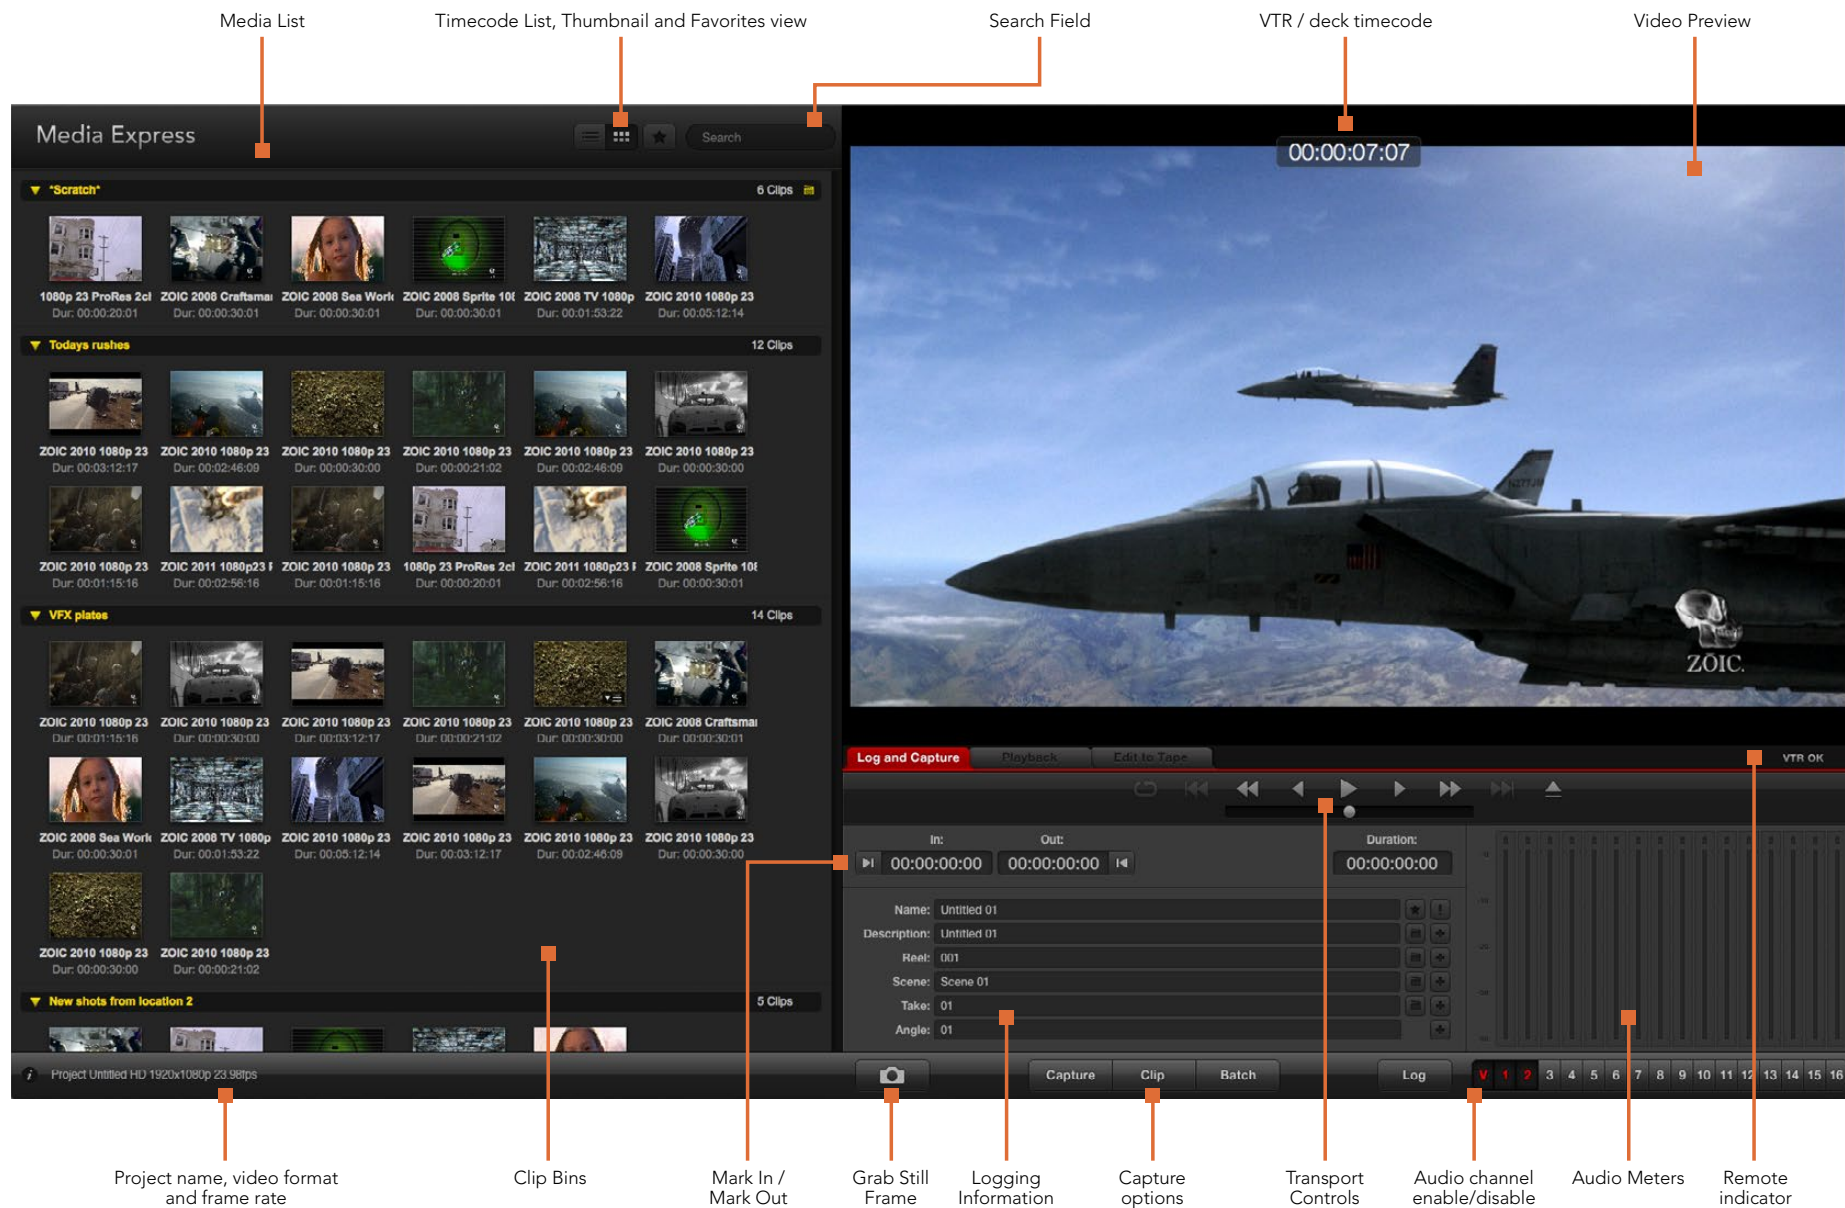 Media List
Timecode List, Thumbnail and Favorites view
Search Field
VTR / deck timecode
Video Preview
Media Express
Search
00:00:07:07
*Scratch*
6 Clips
1080p 23 ProRes 2cl
ZOIC 2008 Craftsma
ZOIC 2008 Sea World
ZOIC 2008 Sprite 108
ZOIC 2008 TV 1080p
ZOIC 2010 1080p 23
Dur: 00:00:20:01
Dur: 00:00:30:01
Dur: 00:00:30:01
Dur: 00:00:30:01
Dur: 00:01:53:22
Dur: 00:05:12:14
Todays rushes
12 Clips
ZOIC 2010 1080p 23
ZOIC 2010 1080p 23
ZOIC 2010 1080p 23
ZOIC 2010 1080p 23
ZOIC 2010 1080p 23
ZOIC 2010 1080p 23
Dur: 00:03:12:17
Dur: 00:02:46:09
Dur: 00:00:30:00
Dur: 00:00:21:02
Dur: 00:02:46:09
Dur: 00:00:30:00
ZOIC 2010 1080p 23
ZOIC 2011 1080p23 F
ZOIC 2010 1080p 23
1080p 23 ProRes 2cl
ZOIC 2011 1080p23 F
ZOIC 2008 Sprite 108
Dur: 00:01:15:16
Dur: 00:02:56:16
Dur: 00:01:15:16
Dur: 00:00:20:01
Dur: 00:02:56:16
Dur: 00:00:30:01
VFX plates
14 Clips
ZOIC 2010 1080p 23
ZOIC 2010 1080p 23
ZOIC 2010 1080p 23
ZOIC 2010 1080p 23
ZOIC 2010 1080p 23
ZOIC 2008 Craftsma
Dur: 00:01:15:16
Dur: 00:00:30:00
Dur: 00:03:12:17
Dur: 00:00:21:02
Dur: 00:00:30:00
Dur: 00:00:30:01
ZOIC 2008 Sea World
ZOIC 2008 TV 1080p
ZOIC 2010 1080p 23
ZOIC 2010 1080p 23
ZOIC 2010 1080p 23
ZOIC 2010 1080p 23
Dur: 00:00:30:01
Dur: 00:01:53:22
Dur: 00:05:12:14
Dur: 00:03:12:17
Dur: 00:02:46:09
Dur: 00:00:30:00
ZOIC 2010 1080p 23
ZOIC 2010 1080p 23
Dur: 00:00:30:00
Dur: 00:00:21:02
New shots from location 2
5 Clips
Project Untitled HD 1920x1080p 23.98fps
ZŌIC.
Log and Capture
Playback
Edit to Tape
VTR OK
In:
Out:
Duration:
00:00:00:00
00:00:00:00
00:00:00:00
Name: Untitled 01
Description: Untitled 01
Reel: 001
Scene: Scene 01
Take: 01
Angle: 01
Capture
Clip
Batch
Log
V 1 2 3 4 5 6 7 8 9 10 11 12 13 14 15 16
Project name, video format
and frame rate
Clip Bins
Mark In /
Mark Out
Grab Still
Frame
Logging
Information
Capture
options
Transport
Controls
Audio channel
enable/disable
Audio Meters
Remote
indicator